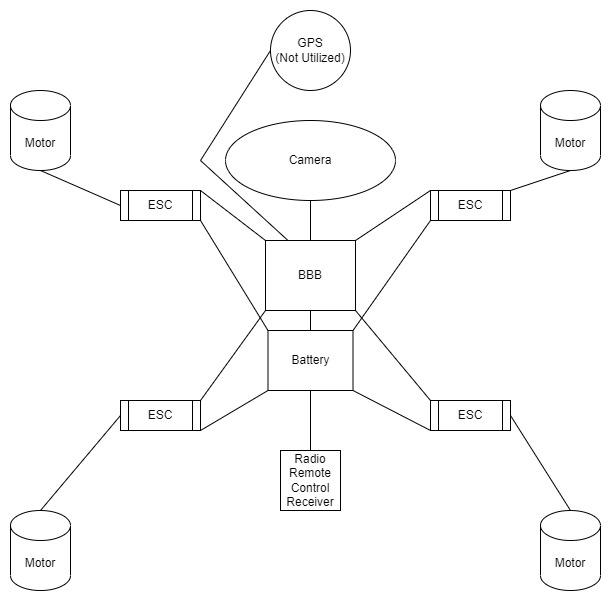 GPS
(Not Utilized)
Motor
Motor
Camera
ESC
ESC
BBB
Battery
ESC
ESC
Radio
Remote
Control
Receiver
Motor
Motor